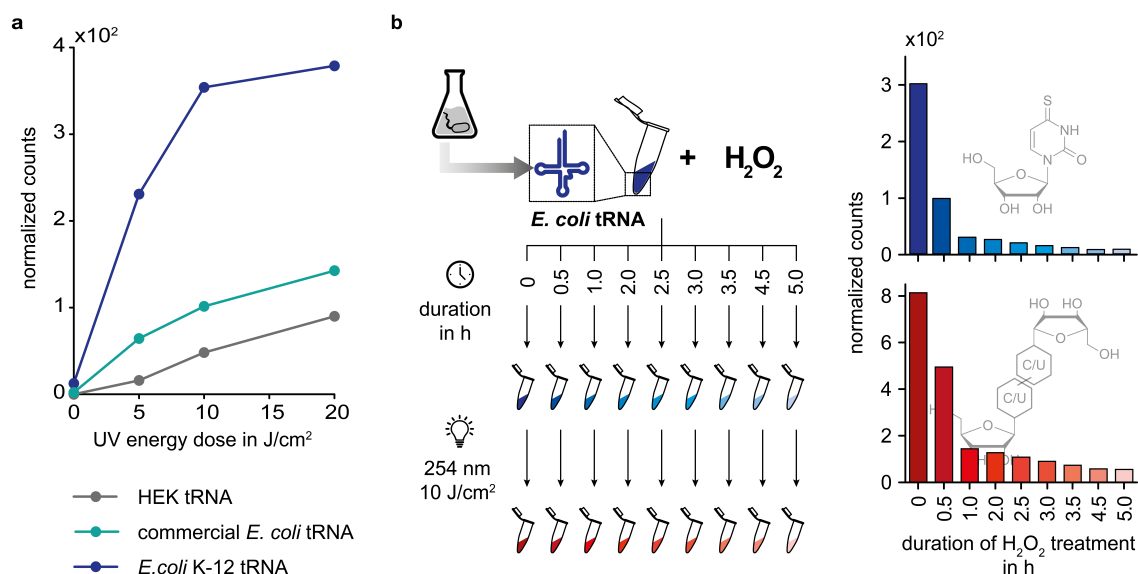 a
4 x10²
3
2
1
0
normalized counts
0 5 10 15 20
UV energy dose in J/cm²
HEK tRNA
commercial E. coli tRNA
E.coli K-12 tRNA
b
+ H₂O₂
E. coli tRNA
duration
in h
0 0.5 1.0 2.0 2.5 3.0 3.5 4.5 5.0
254 nm
10 J/cm²
x10²
3
2
1
0
S
NH
N
O
HO
O
OH OH
normalized counts
8
6
4
2
0
HO OH
O
OH
C/U
C/U
H
O
H OH
0 0.5 1.0 2.0 2.5 3.0 3.5 4.5 5.0
duration of H₂O₂ treatment
in h